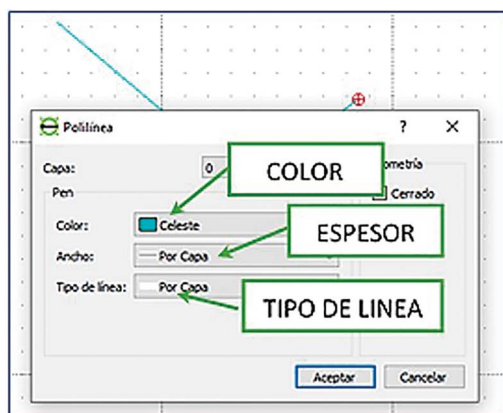 Polilínea
? X
Capa: 0
COLOR
ometría
Pen
Cerrado
Color: Celeste
ESPESOR
Ancho: Por Capa
Tipo de línea: Por Capa
TIPO DE LINEA
Aceptar Cancelar